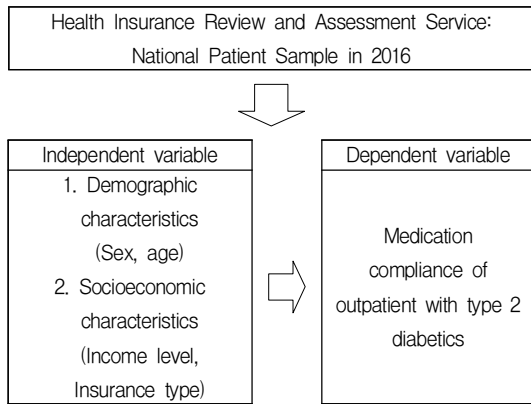 Health Insurance Review and Assessment Service:
National Patient Sample in 2016
Independent variable
1. Demographic
characteristics
(Sex, age)
2. Socioeconomic
characteristics
(Income level,
Insurance type)
Dependent variable
Medication
compliance of
outpatient with type 2
diabetics